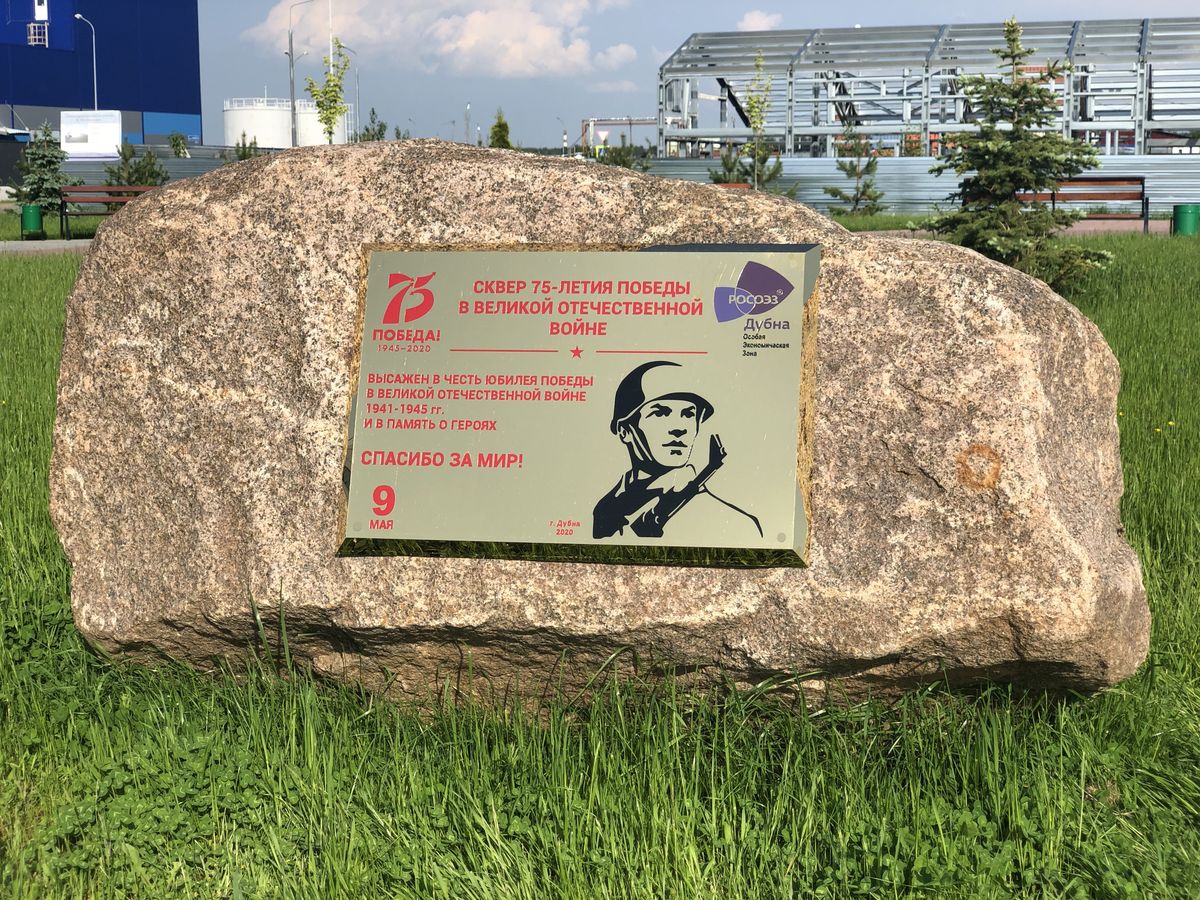 75
ПОБЕДА!
1945–2020
СКВЕР 75-ЛЕТИЯ ПОБЕДЫ
В ВЕЛИКОЙ ОТЕЧЕСТВЕННОЙ
ВОЙНЕ
РОСОЭЗ®
Дубна
Особая
Экономическая
Зона
ВЫСАЖЕН В ЧЕСТЬ ЮБИЛЕЯ ПОБЕДЫ
В ВЕЛИКОЙ ОТЕЧЕСТВЕННОЙ ВОЙНЕ
1941-1945 гг.
И В ПАМЯТЬ О ГЕРОЯХ
СПАСИБО ЗА МИР!
9
МАЯ
г. Дубна
2020